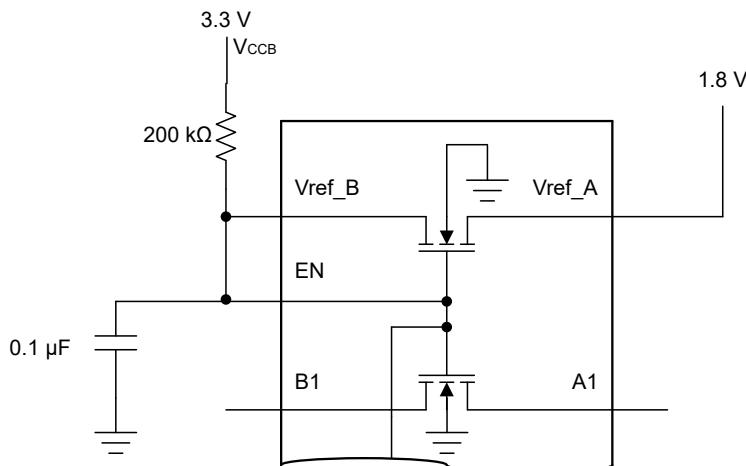 3.3 V
VCCB
1.8 V
200 kΩ
Vref_B
Vref_A
EN
0.1 µF
B1
A1